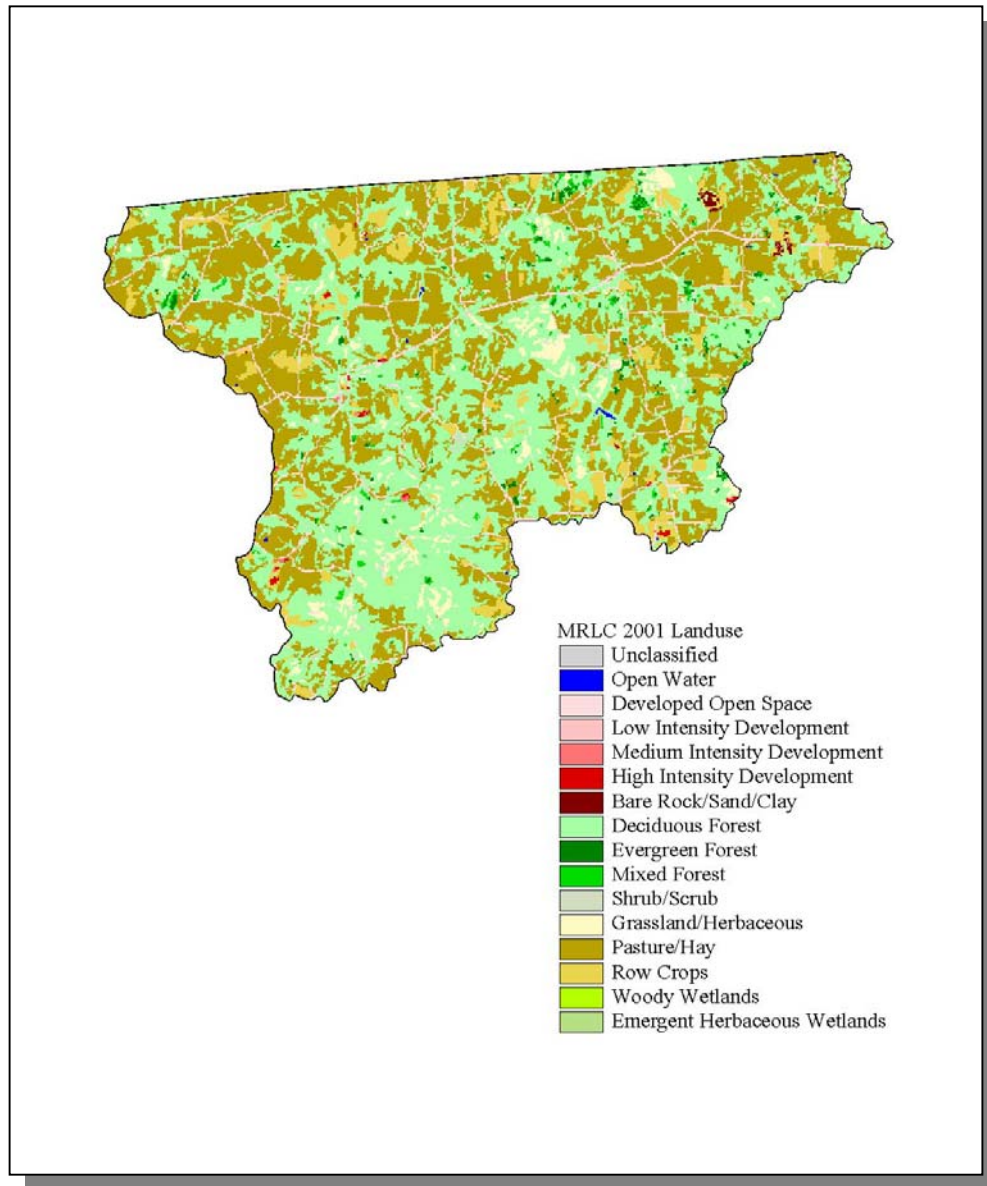 MRLC 2001 Landuse
Unclassified
Open Water
Developed Open Space
Low Intensity Development
Medium Intensity Development
High Intensity Development
Bare Rock/Sand/Clay
Deciduous Forest
Evergreen Forest
Mixed Forest
Shrub/Scrub
Grassland/Herbaceous
Pasture/Hay
Row Crops
Woody Wetlands
Emergent Herbaceous Wetlands